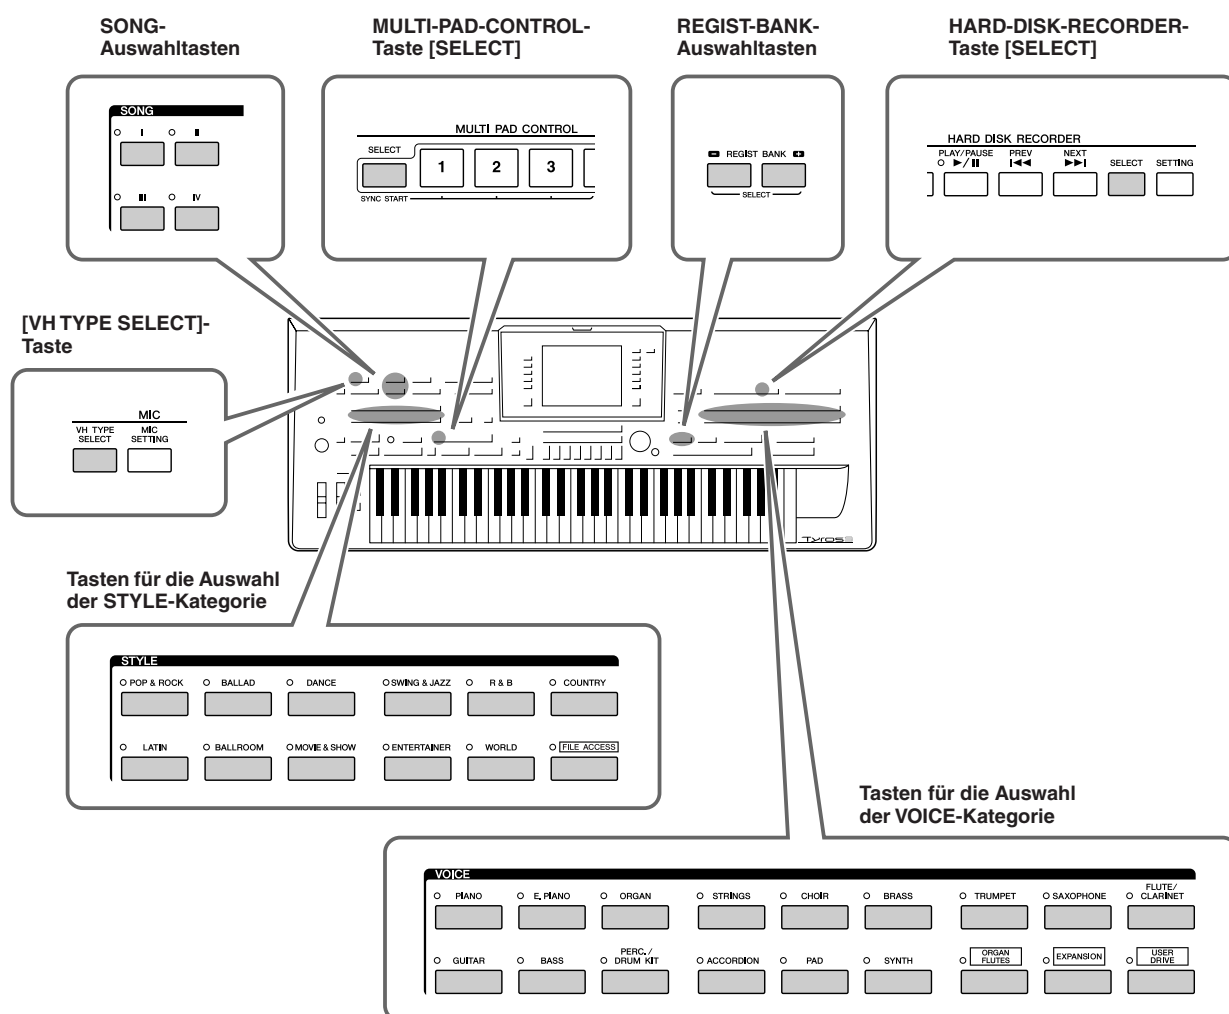 SONG-
Auswahltasten
MULTI-PAD-CONTROL-
Taste [SELECT]
REGIST-BANK-
Auswahltasten
HARD-DISK-RECORDER-
Taste [SELECT]
SONG
I II
III IV
MULTI PAD CONTROL
SELECT
1 2 3
SYNC START
REGIST BANK
SELECT
HARD DISK RECORDER
PLAY/PAUSE PREV NEXT SELECT SETTING
[VH TYPE SELECT]-
Taste
MIC
VH TYPE
SELECT
MIC
SETTING
Tyros3
Tasten für die Auswahl
der STYLE-Kategorie
STYLE
POP & ROCK BALLAD DANCE SWING & JAZZ R & B COUNTRY
LATIN BALLROOM MOVIE & SHOW ENTERTAINER WORLD FILE ACCESS
Tasten für die Auswahl
der VOICE-Kategorie
VOICE
PIANO E. PIANO ORGAN STRINGS CHOIR BRASS TRUMPET SAXOPHONE FLUTE/
CLARINET
GUITAR BASS PERC./
DRUM KIT ACCORDION PAD SYNTH ORGAN
FLUTES EXPANSION USER
DRIVE